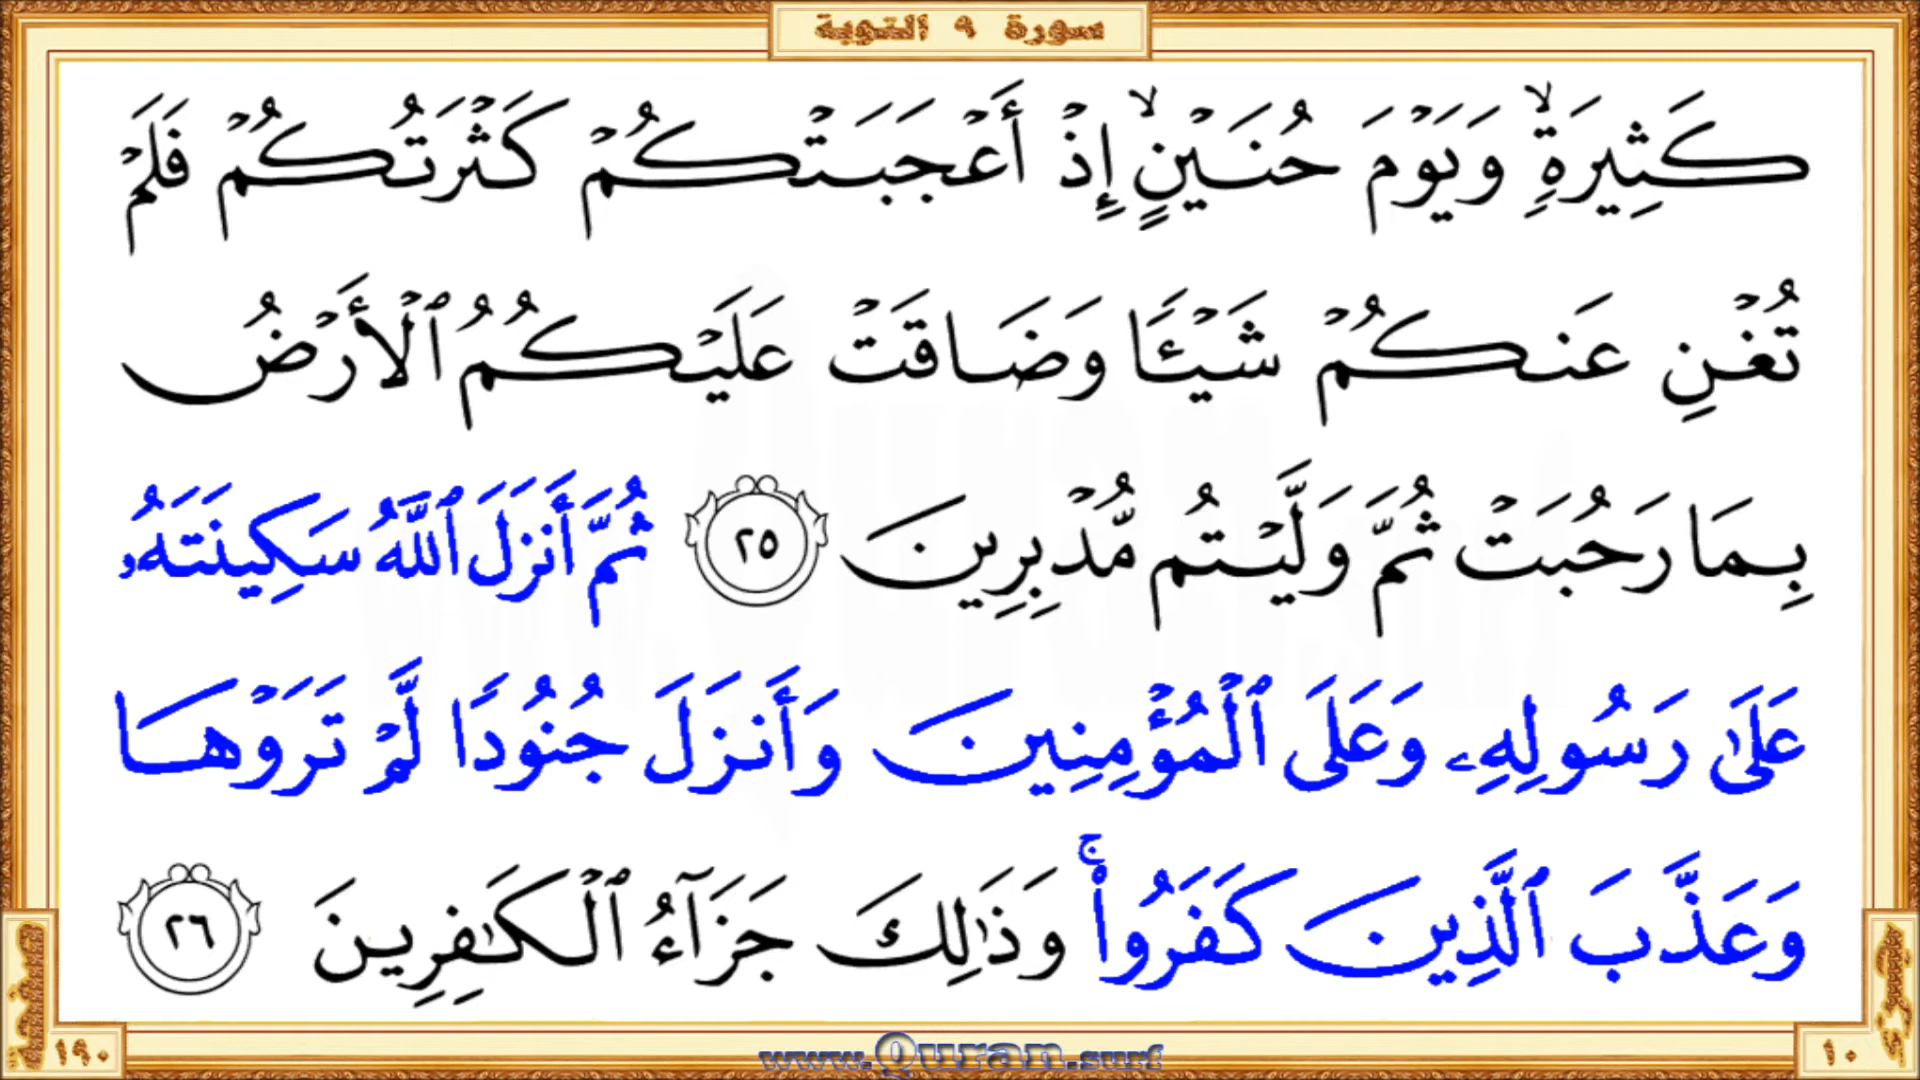 سورة ٩ التوبة
كَثِيرَةٍۙ وَيَوۡمَ حُنَيۡنٍۙ إِذۡ أَعۡجَبَتۡكُمۡ كَثۡرَتُكُمۡ فَلَمۡ
تُغۡنِ عَنكُمۡ شَيۡـًٔا وَضَاقَتۡ عَلَيۡكُمُ ٱلۡأَرۡضُ
بِمَا رَحُبَتۡ ثُمَّ وَلَّيۡتُم مُّدۡبِرِينَ ٢٥ ثُمَّ أَنزَلَ ٱللَّهُ سَكِينَتَهُۥ
عَلَىٰ رَسُولِهِۦ وَعَلَى ٱلۡمُؤۡمِنِينَ وَأَنزَلَ جُنُودًا لَّمۡ تَرَوۡهَا
وَعَذَّبَ ٱلَّذِينَ كَفَرُواْۚ وَذَٰلِكَ جَزَآءُ ٱلۡكَٰفِرِينَ ٢٦
١٠
www.Quran.surf
صفحة ١٩٠